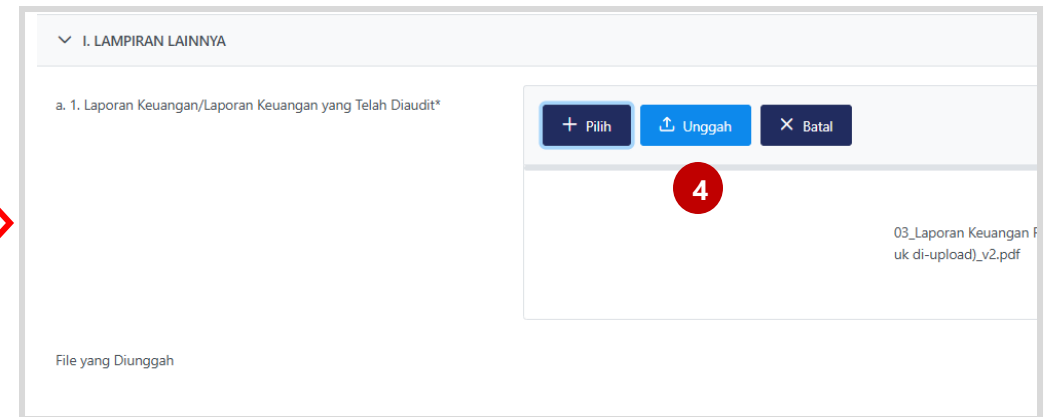 I. LAMPIRAN LAINNYA
a. 1. Laporan Keuangan/Laporan Keuangan yang Telah Diaudit*
+ Pilih
Unggah
Batal
4
03_Laporan Keuangan
uk di-upload)_v2.pdf
File yang Diunggah